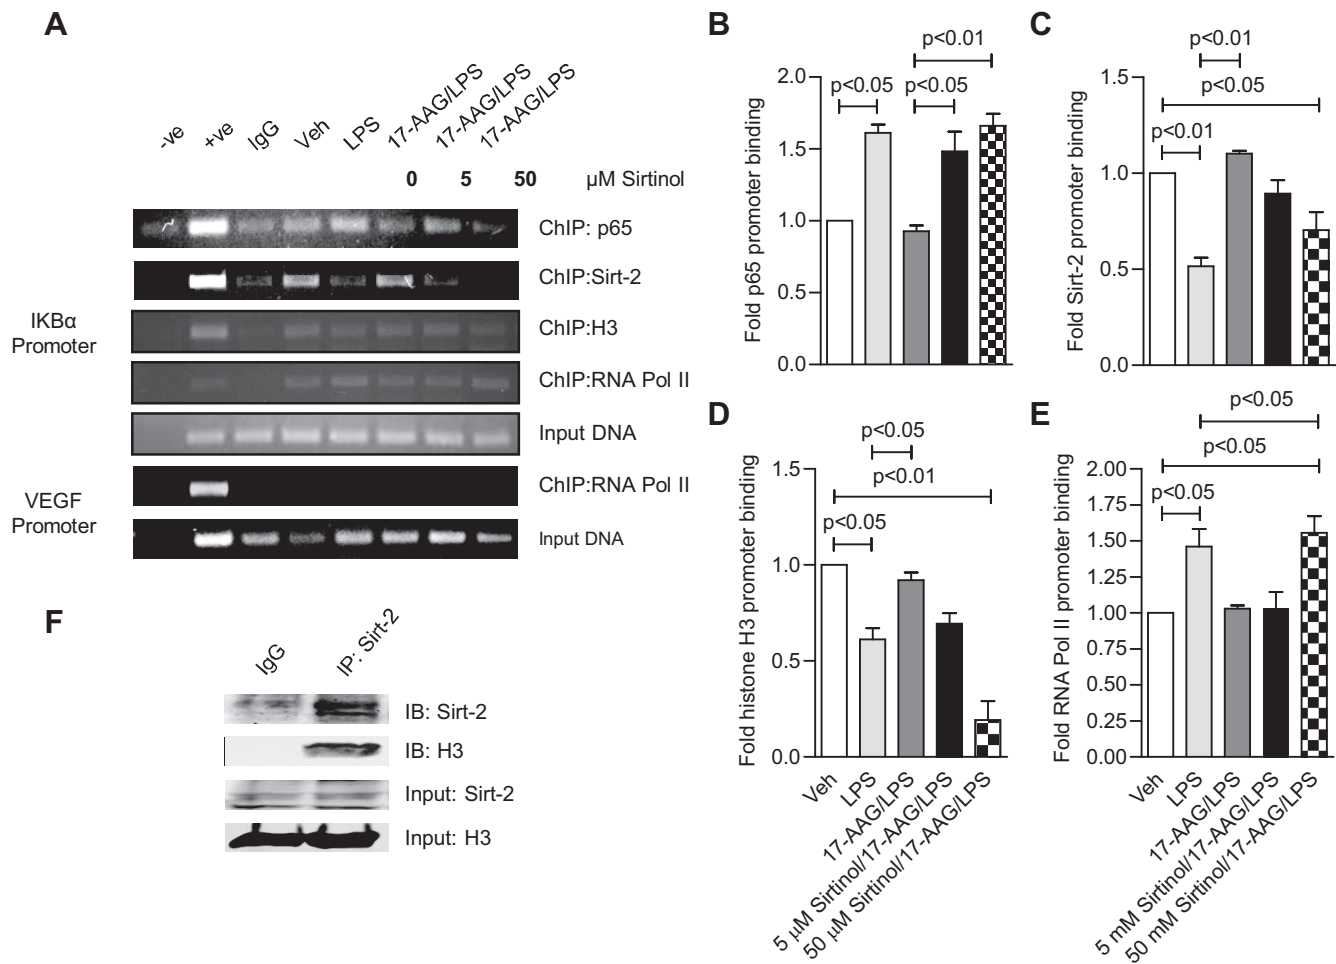 A
-ve
+ve
IgG
Veh
LPS
17-AAG/LPS
17-AAG/LPS
17-AAG/LPS
0 5 50 μM Sirtinol
ChIP: p65
ChIP:Sirt-2
IKBα
Promoter
ChIP:H3
ChIP:RNA Pol II
Input DNA
VEGF
Promoter
ChIP:RNA Pol II
Input DNA
B
p<0.01
p<0.05
p<0.05
Fold p65 promoter binding
2.0
1.5
1.0
0.5
0.0
C
p<0.01
p<0.05
p<0.01
Fold Sirt-2 promoter binding
1.5
1.0
0.5
0.0
D
p<0.05
p<0.01
p<0.05
Fold histone H3 promoter binding
1.5
1.0
0.5
0.0
Veh
LPS
17-AAG/LPS
5 μM Sirtinol/17-AAG/LPS
50 μM Sirtinol/17-AAG/LPS
E
p<0.05
p<0.05
p<0.05
Fold RNA Pol II promoter binding
2.00
1.75
1.50
1.25
1.00
0.75
0.50
0.25
0.00
Veh
LPS
17-AAG/LPS
5 mM Sirtinol/17-AAG/LPS
50 mM Sirtinol/17-AAG/LPS
F
IgG
IP: Sirt-2
IB: Sirt-2
IB: H3
Input: Sirt-2
Input: H3